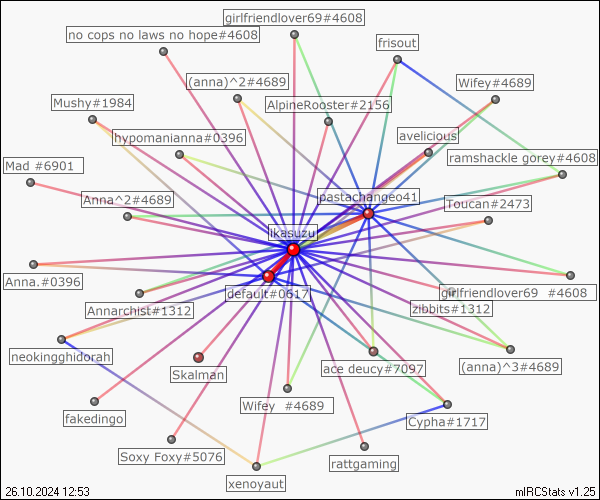 girlfriendlover69#4608
no cops no laws no hope#4608
frisout
(anna)^2#4689
Wifey#4689
Mushy#1984
AlpineRooster#2156
hypomanianna#0396
avelicious
ramshackle gorey#4608
Mad #6901
Anna^2#4689
pastachangeo41
Toucan#2473
ikasuzu
Anna.#0396
default#0617
girlfriendlover69 #4608
Annarchist#1312
zibbits#1312
neokingghidorah
Skalman
ace deucy#7097
(anna)^3#4689
fakedingo
Wifey #4689
Cypha#1717
Soxy Foxy#5076
rattgaming
xenoyaut
26.10.2024 12:53
mIRCStats v1.25